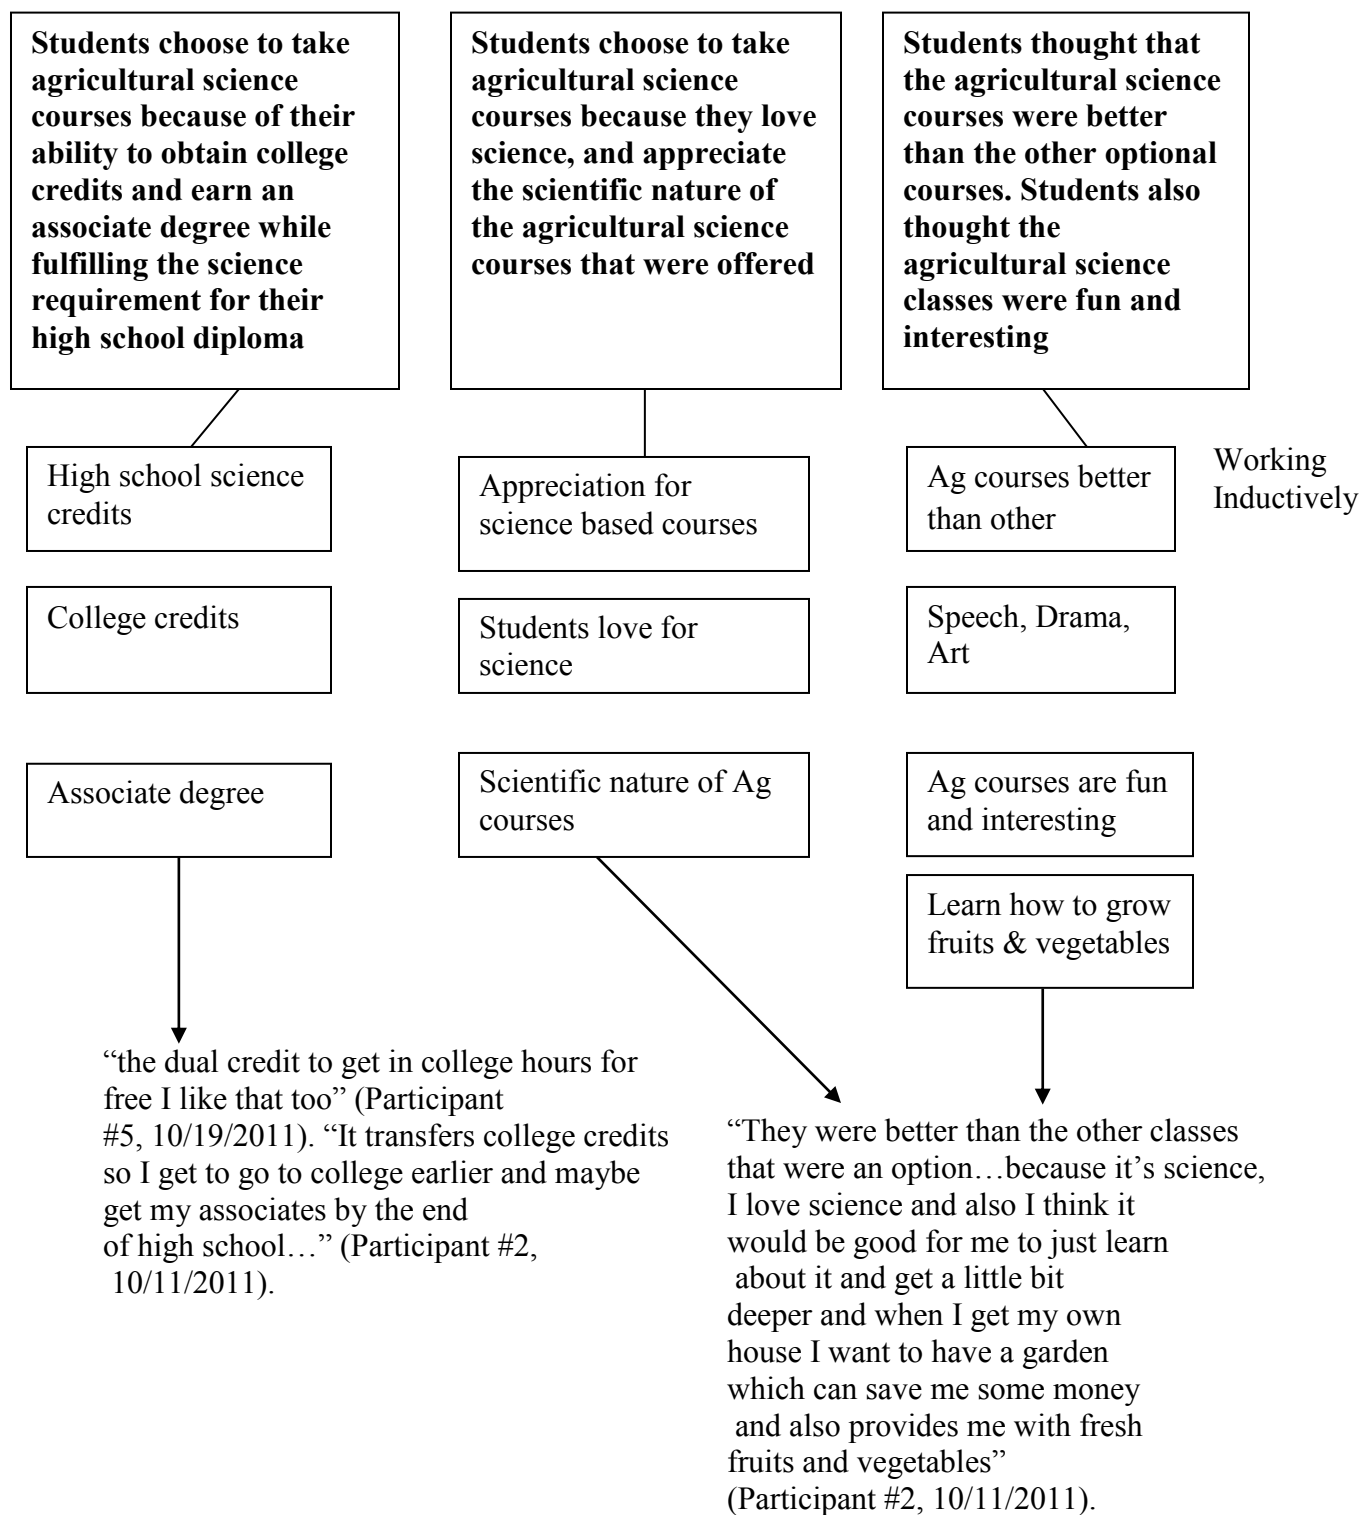 Students choose to take
agricultural science
courses because of their
ability to obtain college
credits and earn an
associate degree while
fulfilling the science
requirement for their
high school diploma
Students choose to take
agricultural science
courses because they love
science, and appreciate
the scientific nature of
the agricultural science
courses that were offered
Students thought that
the agricultural science
courses were better
than the other optional
courses. Students also
thought the
agricultural science
classes were fun and
interesting
High school science
credits
Appreciation for
science based courses
Ag courses better
than other
Working
Inductively
College credits
Students love for
science
Speech, Drama,
Art
Associate degree
Scientific nature of Ag
courses
Ag courses are fun
and interesting
Learn how to grow
fruits & vegetables
“the dual credit to get in college hours for
free I like that too” (Participant
#5, 10/19/2011). “It transfers college credits
so I get to go to college earlier and maybe
get my associates by the end
of high school…” (Participant #2,
10/11/2011).
“They were better than the other classes
that were an option…because it’s science,
I love science and also I think it
would be good for me to just learn
about it and get a little bit
deeper and when I get my own
house I want to have a garden
which can save me some money
and also provides me with fresh
fruits and vegetables”
(Participant #2, 10/11/2011).